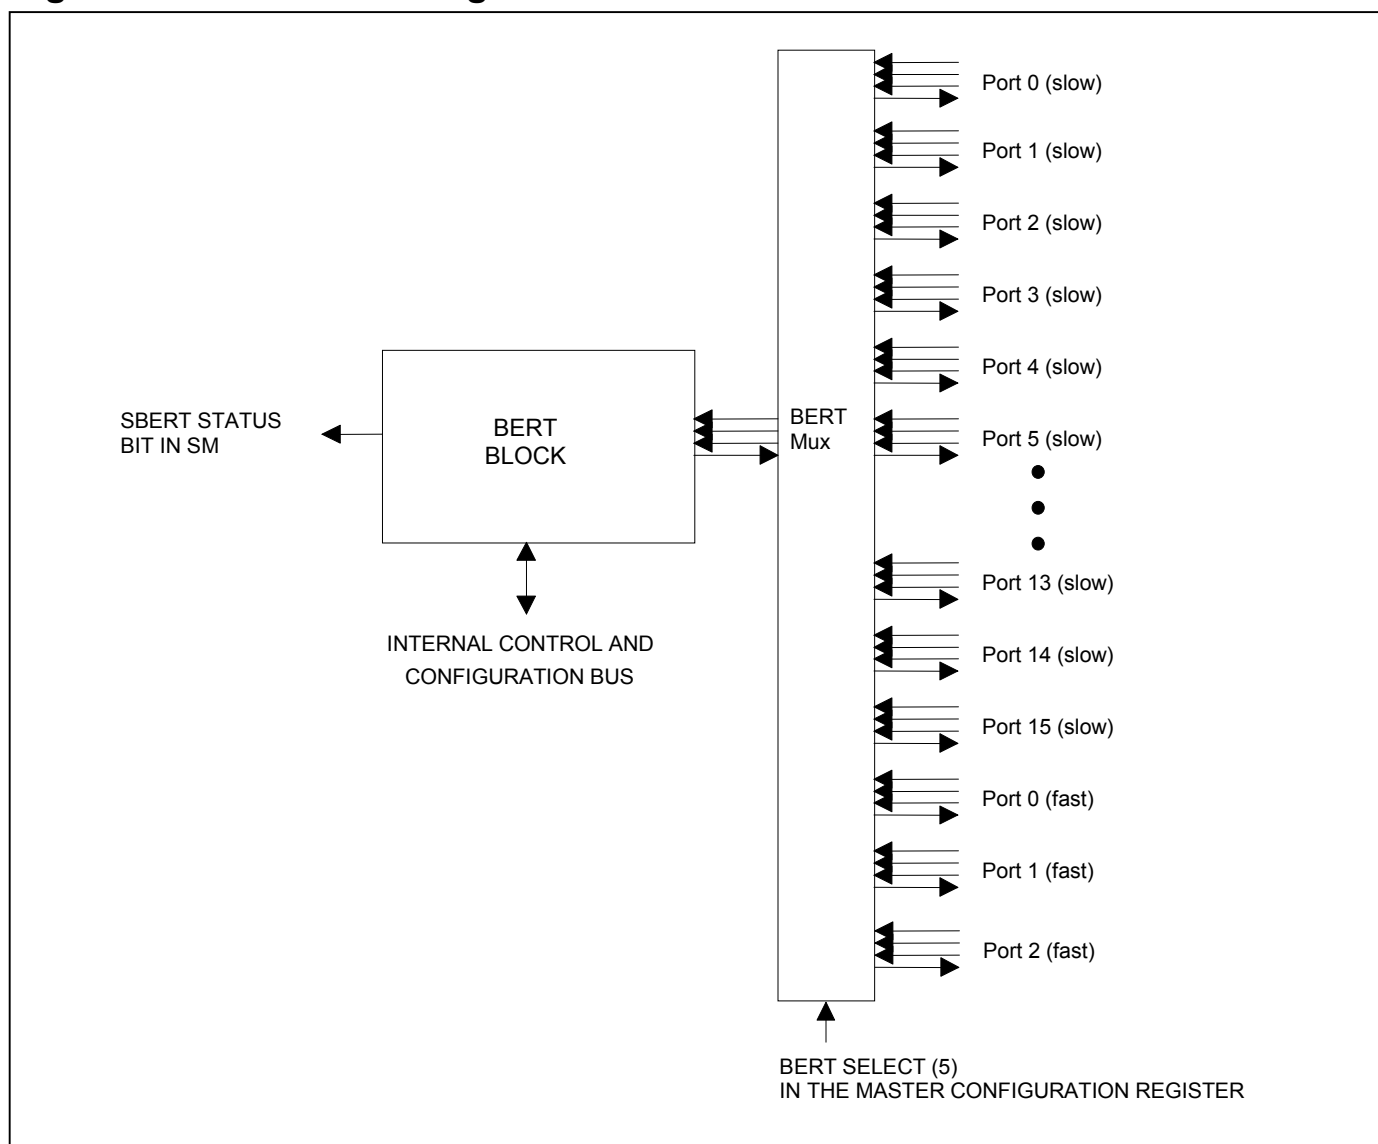 Port 0 (slow)
Port 1 (slow)
Port 2 (slow)
Port 3 (slow)
Port 4 (slow)
SBERT STATUS
BIT IN SM
BERT
BLOCK
BERT
Mux
Port 5 (slow)
Port 13 (slow)
INTERNAL CONTROL AND
CONFIGURATION BUS
Port 14 (slow)
Port 15 (slow)
Port 0 (fast)
Port 1 (fast)
Port 2 (fast)
BERT SELECT (5)
IN THE MASTER CONFIGURATION REGISTER